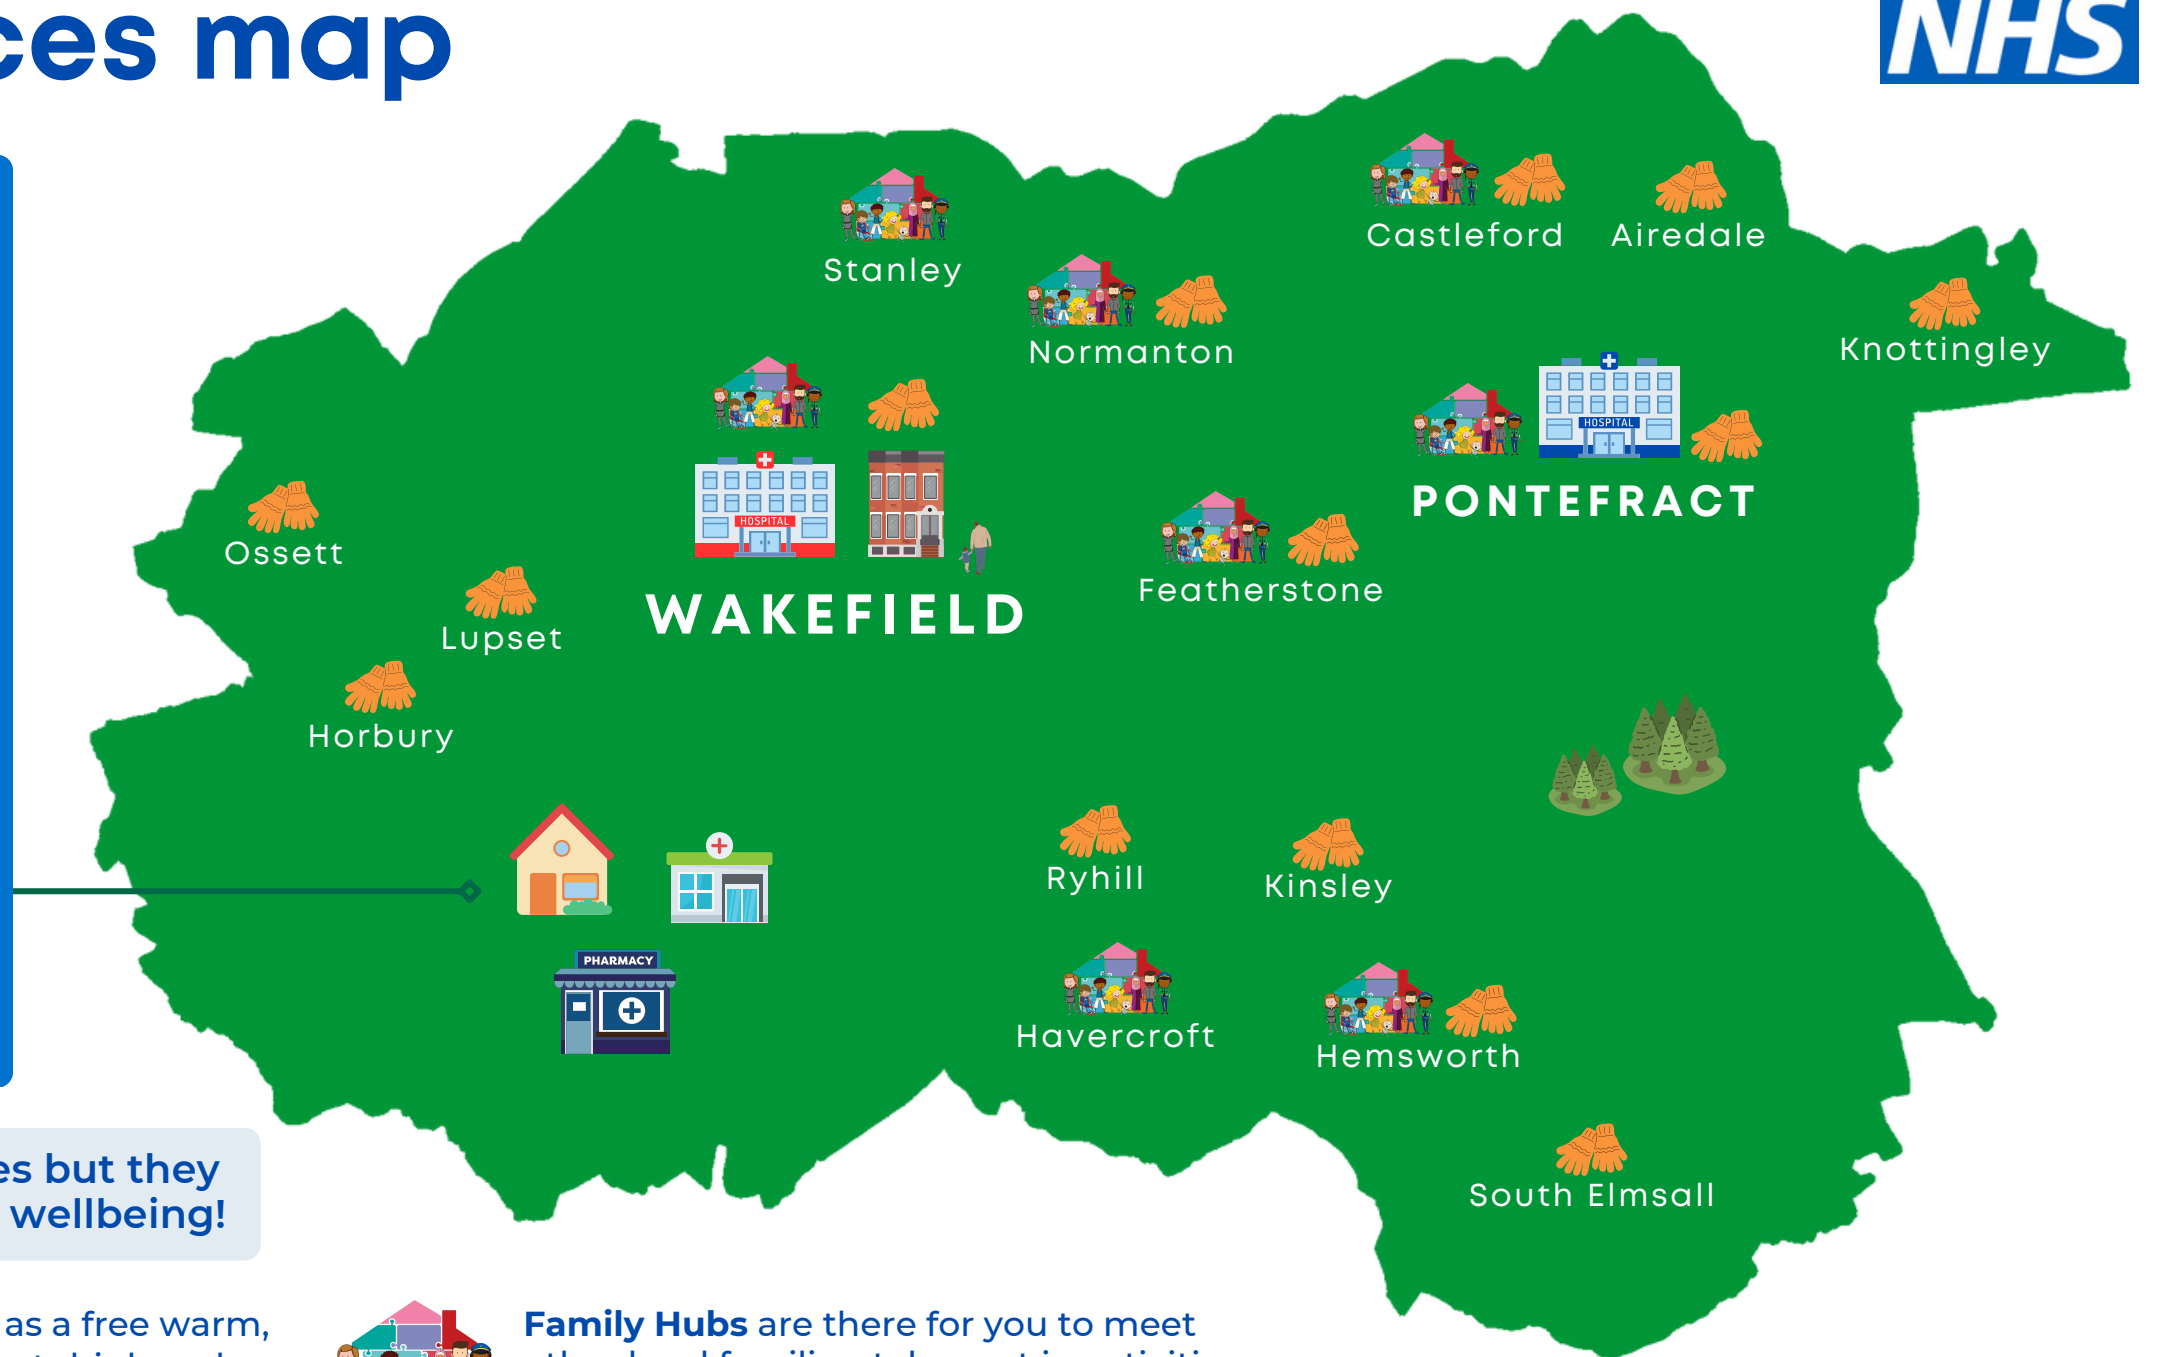 ces map
NHS
Castleford
Airedale
Stanley
Normanton
Knottingley
HOSPITAL
PONTEFRACT
HOSPITAL
Ossett
Featherstone
WAKEFIELD
Lupset
Horbury
Ryhill
Kinsley
PHARMACY
Havercroft
Hemsworth
es but they
wellbeing!
South Elmsall
as a free warm,
Family Hubs are there for you to meet